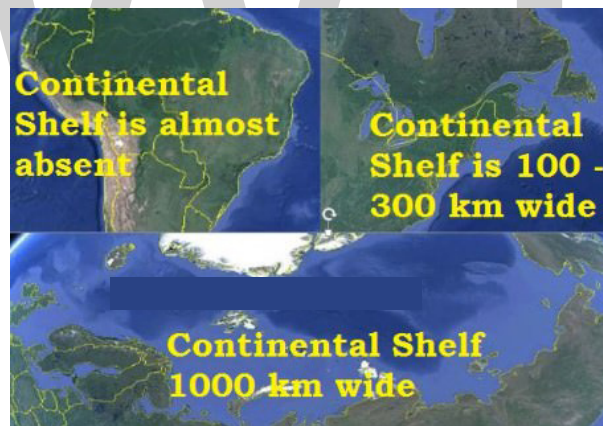 Continental
Shelf is almost
absent
Continental
Shelf is 100 –
300 km wide
Continental Shelf
1000 km wide